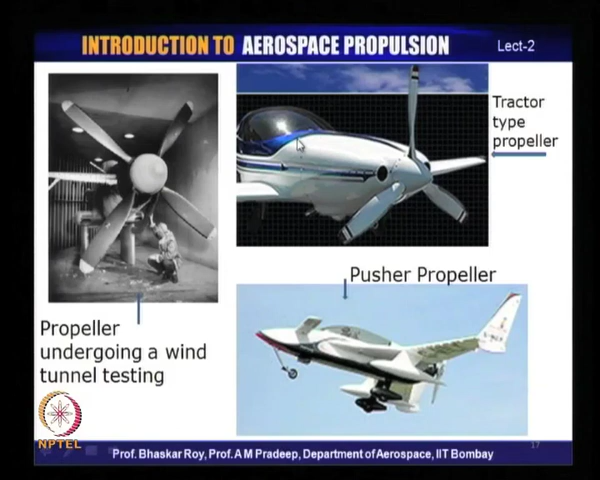 INTRODUCTION TO AEROSPACE PROPULSION
Lect-2
Tractor
type
propeller
Pusher Propeller
Propeller
undergoing a wind
tunnel testing
NPTEL
17
Prof. Bhaskar Roy, Prof. A M Pradeep, Department of Aerospace, IIT Bombay